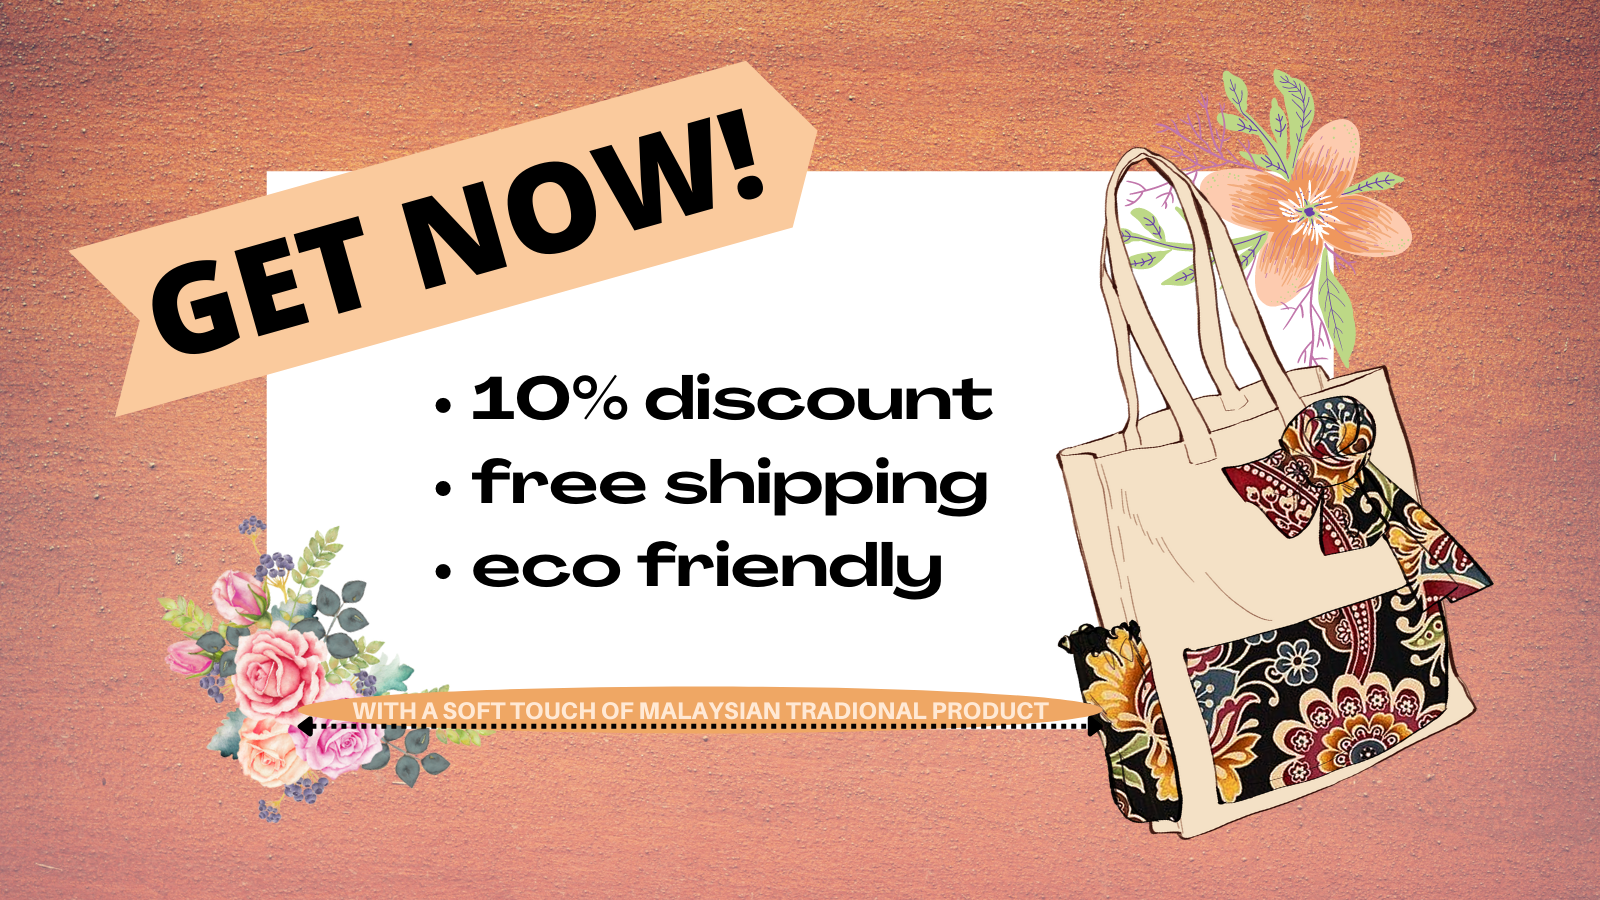 GET NOW!
• 10% discount
• free shipping
• eco friendly
WITH A SOFT TOUCH OF MALAYSIAN TRADIONAL PRODUCT